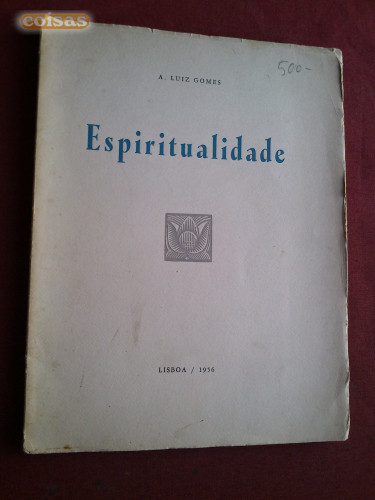 coisas
A. LUIZ GOMES
500-
Espiritualidade
LISBOA / 1956